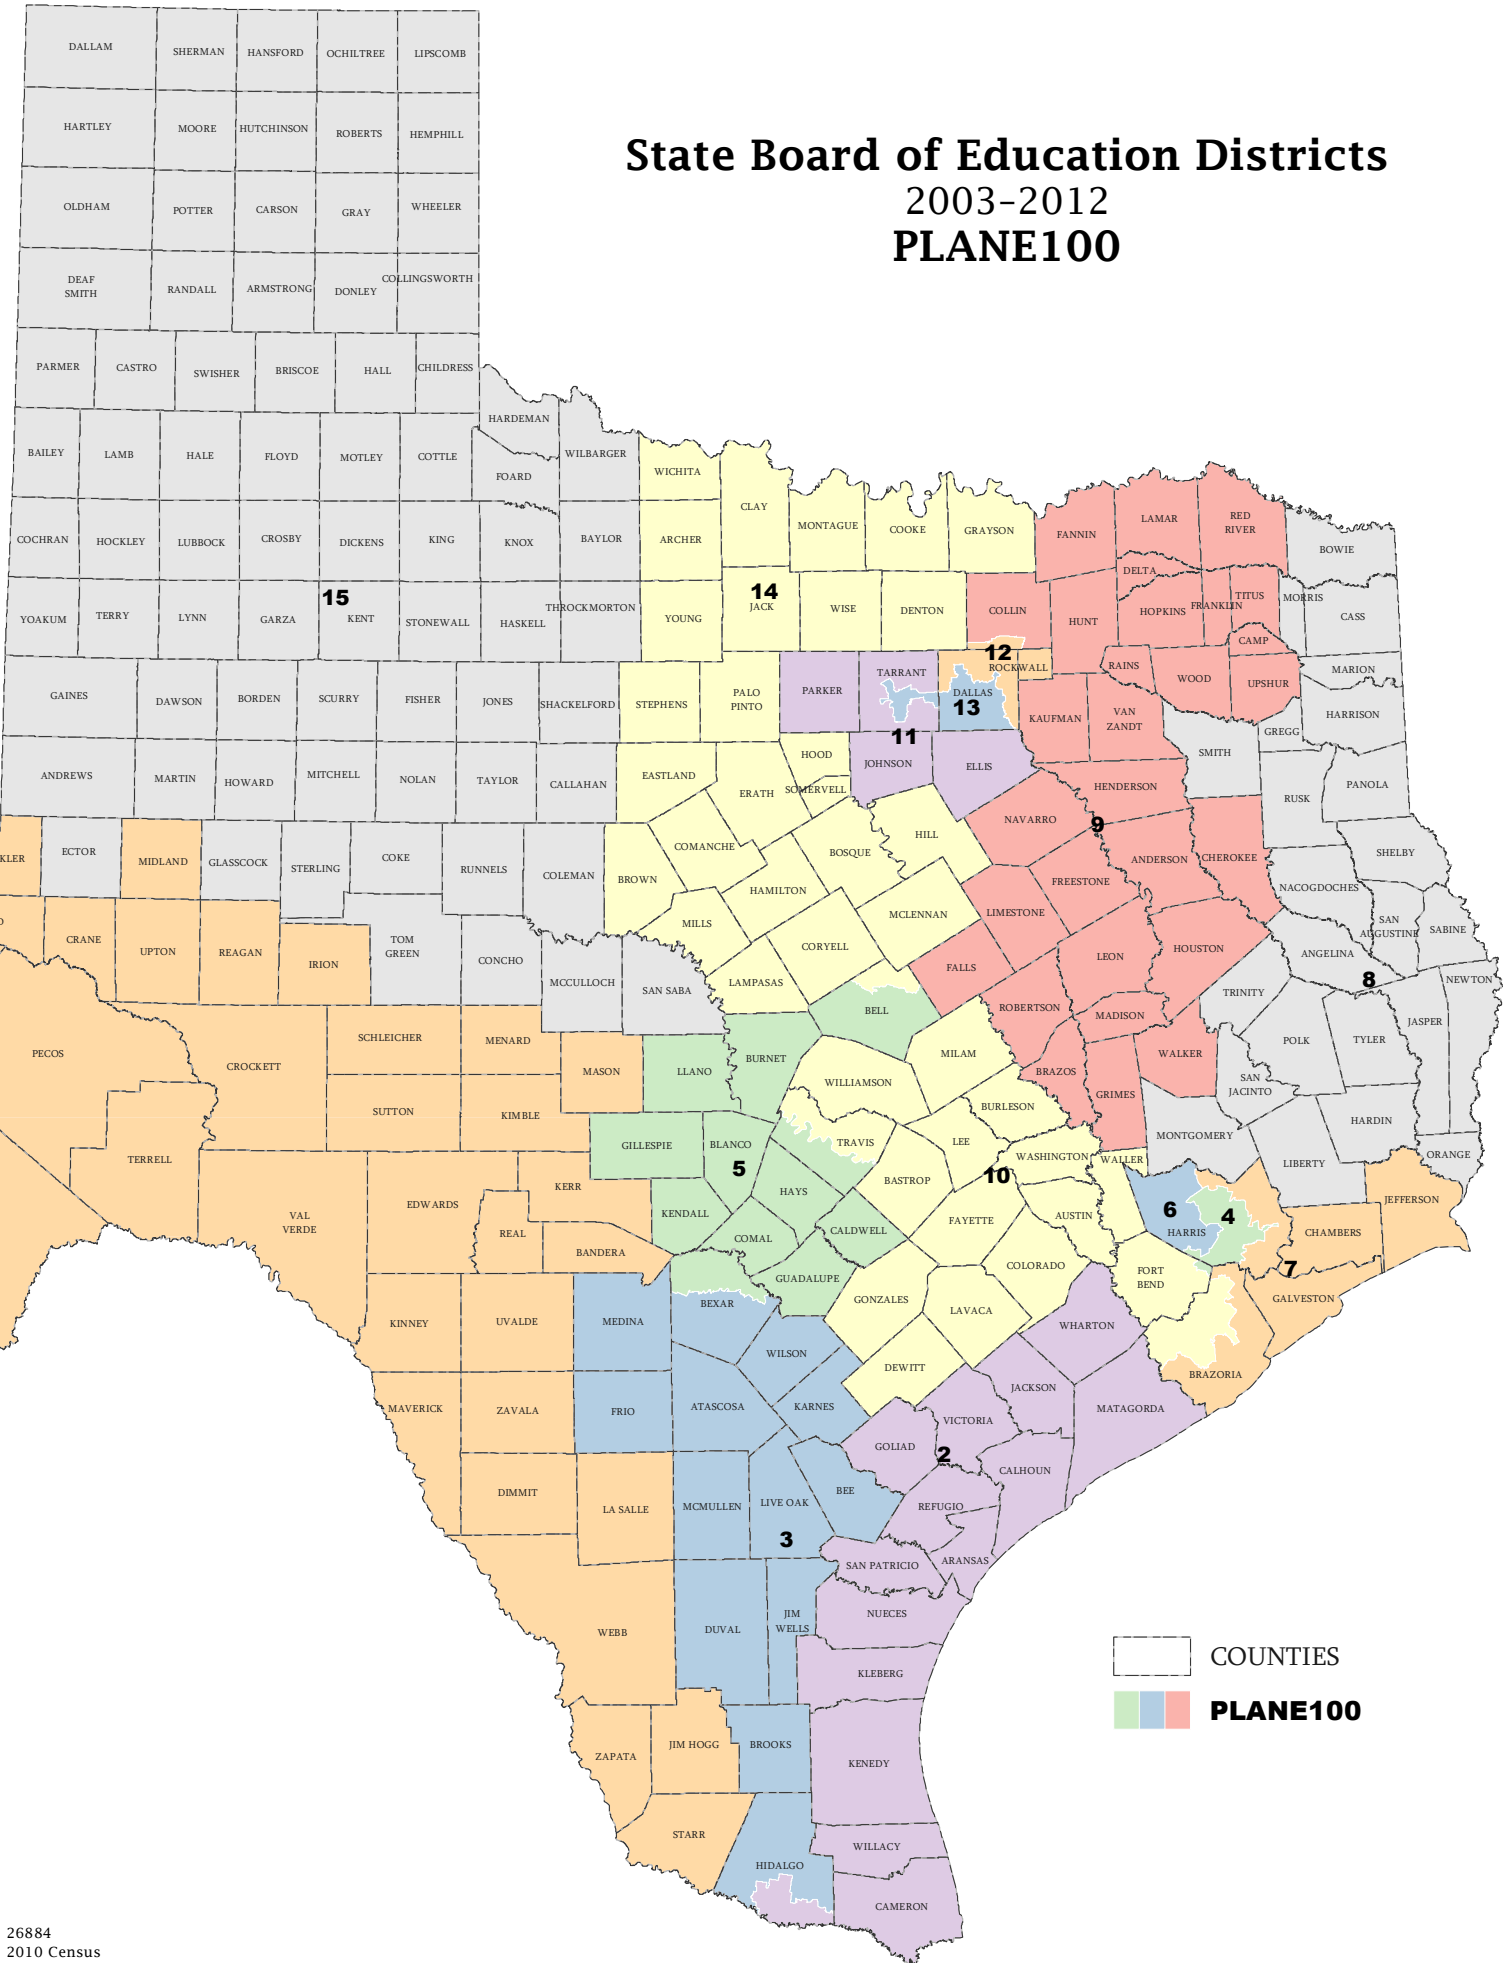 State Board of Education Districts
2003–2012
PLANE100
DALLAM SHERMAN HANSFORD OCHILTREE LIPSCOMB
HARTLEY MOORE HUTCHINSON ROBERTS HEMPHILL
OLDHAM POTTER CARSON GRAY WHEELER
DEAF
SMITH
RANDALL ARMSTRONG DONLEY COLLINGSWORTH
PARMER CASTRO SWISHER BRISCOE HALL CHILDRESS
HARDEMAN
BAILEY LAMB HALE FLOYD MOTLEY COTTLE FOARD WILBARGER WICHITA
CLAY MONTAGUE COOKE GRAYSON FANNIN LAMAR
RED
RIVER
BOWIE
COCHRAN HOCKLEY LUBBOCK CROSBY DICKENS KING KNOX BAYLOR ARCHER
DELTA
15
14
YOAKUM TERRY LYNN GARZA KENT STONEWALL HASKELL THROCKMORTON YOUNG JACK WISE DENTON COLLIN HUNT HOPKINS FRANKLIN TITUS MORRIS CASS
CAMP
12
ROCKWALL
GAINES DAWSON BORDEN SCURRY FISHER JONES SHACKELFORD STEPHENS
PALO
PINTO
PARKER TARRANT DALLAS RAINS WOOD UPSHUR MARION
13
KAUFMAN
VAN
ZANDT
HARRISON
GREGG
11
ANDREWS MARTIN HOWARD MITCHELL NOLAN TAYLOR CALLAHAN EASTLAND ERATH HOOD SOMERVELL JOHNSON ELLIS HENDERSON SMITH RUSK PANOLA
9
KLER ECTOR MIDLAND GLASSCOCK STERLING COKE RUNNELS COLEMAN BROWN COMANCHE BOSQUE HILL NAVARRO ANDERSON CHEROKEE SHELBY
HAMILTON FREESTONE NACOGDOCHES
D CRANE UPTON REAGAN IRION
TOM
GREEN
CONCHO MILLS CORYELL MCLENNAN LIMESTONE HOUSTON
SAN
AUGUSTINE
SABINE
MCCULLOCH SAN SABA LAMPASAS FALLS LEON ANGELINA
8
BELL ROBERTSON MADISON TRINITY NEWTON
JASPER
PECOS CROCKETT SCHLEICHER MENARD BURNET MILAM WALKER POLK TYLER
MASON LLANO WILLIAMSON BRAZOS
SAN
JACINTO
SUTTON KIMBLE BURLESON GRIMES HARDIN
TERRELL GILLESPIE BLANCO TRAVIS LEE WASHINGTON WALLER MONTGOMERY LIBERTY ORANGE
5
10
VAL
VERDE
EDWARDS KERR HAYS BASTROP
6
4
REAL KENDALL CALDWELL FAYETTE AUSTIN HARRIS CHAMBERS JEFFERSON
BANDERA COMAL
7
GUADALUPE COLORADO
FORT
BEND
GALVESTON
KINNEY UVALDE MEDINA BEXAR GONZALES LAVACA WHARTON
WILSON DEWITT BRAZORIA
MAVERICK ZAVALA FRIO ATASCOSA KARNES JACKSON MATAGORDA
VICTORIA
GOLIAD
2
DIMMIT LA SALLE MCMULLEN LIVE OAK BEE CALHOUN
REFUGIO
3
SAN PATRICIO ARANSAS
WEBB DUVAL
JIM
WELLS
NUECES
KLEBERG
ZAPATA JIM HOGG BROOKS KENEDY
STARR WILLACY
HIDALGO
CAMERON
COUNTIES
PLANE100
26884
2010 Census